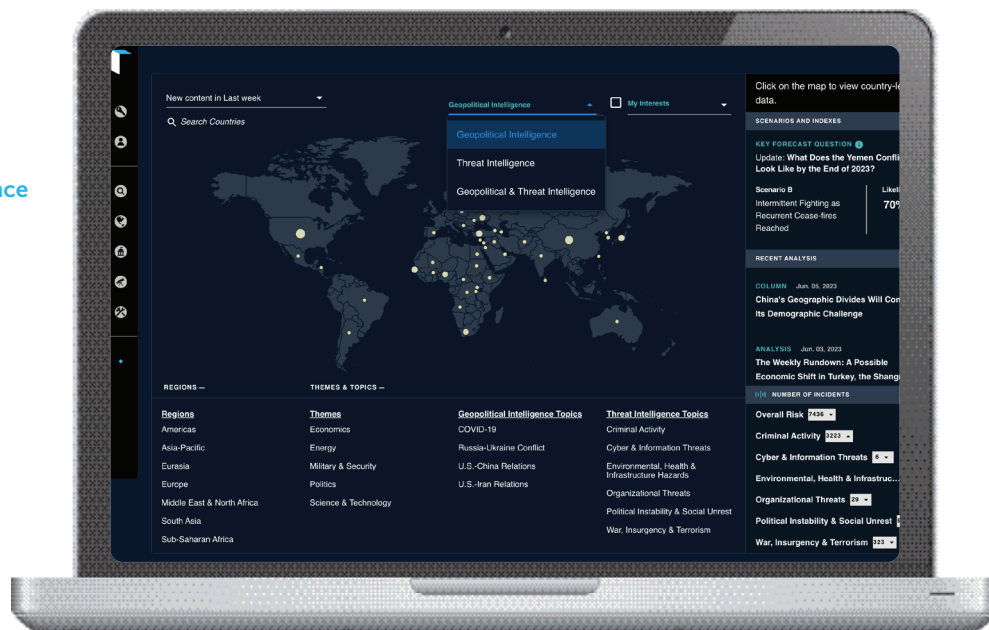 New content in Last week
Search Countries
Geopolitical Intelligence
My Interests
Geopolitical Intelligence
Threat Intelligence
Geopolitical & Threat Intelligence
REGIONS —
THEMES & TOPICS —
Regions
Americas
Asia-Pacific
Eurasia
Europe
Middle East & North Africa
South Asia
Sub-Saharan Africa
Themes
Economics
Energy
Military & Security
Politics
Science & Technology
Geopolitical Intelligence Topics
COVID-19
Russia-Ukraine Conflict
U.S.-China Relations
U.S.-Iran Relations
Threat Intelligence Topics
Criminal Activity
Cyber & Information Threats
Environmental, Health &
Infrastructure Hazards
Organizational Threats
Political Instability & Social Unrest
War, Insurgency & Terrorism
Click on the map to view
data.
SCENARIOS AND INDEXES
KEY FORECAST QUESTION
Update: What Does the Yemen
Look Like by the End of 2023?
Scenario B
Intermittent Fighting as
Recurrent Cease-fires
Reached
70%
RECENT ANALYSIS
COLUMN Jun. 05, 2023
China's Geographic Divides Will
Its Demographic Challenge
ANALYSIS Jun. 03, 2023
The Weekly Rundown: A Possible
Economic Shift in Turkey, the
NUMBER OF INCIDENTS
Overall Risk 7436
Criminal Activity 3223
Cyber & Information Threats 6
Environmental, Health & Infrastruc...
Organizational Threats 29
Political Instability & Social Unrest
War, Insurgency & Terrorism 323